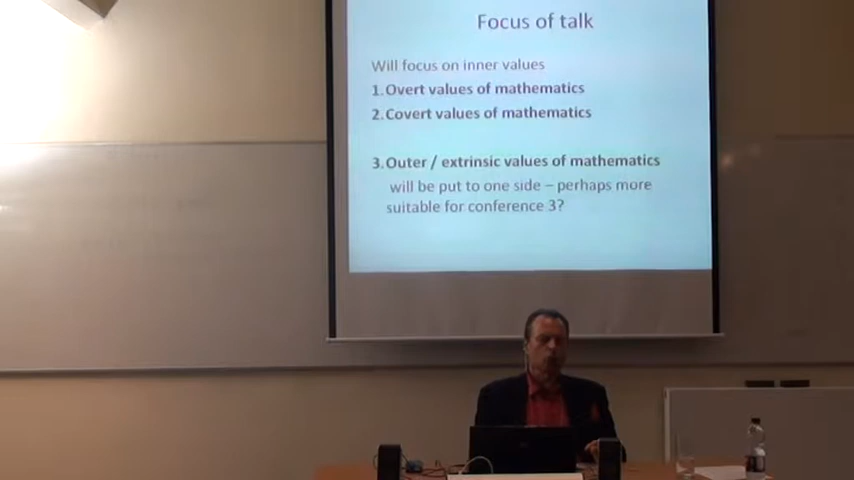 Focus of talk
Will focus on inner values
1. Overt values of mathematics
2. Covert values of mathematics
3. Outer / extrinsic values of mathematics
will be put to one side – perhaps more
suitable for conference 3?